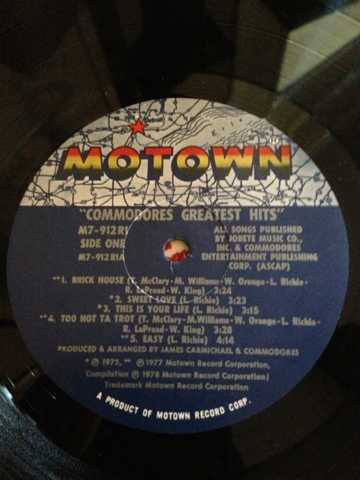 Detroit
MOTOWN
"COMMODORES GREATEST HITS"
M7-912R1
SIDE ONE
M7 912 R1A
ALL SONGS PUBLISHED
BY JOBETE MUSIC CO.,
INC. & COMMODORES
ENTERTAINMENT PUBLISHING
CORP. (ASCAP)
**1. BRICK HOUSE (T. McClary-M. Williams-W. Orange-L. Richie-
R. LaPread-W. King) 3:
*2. SWEET LOVE (L. Richie) 3:23
*3. THIS IS YOUR LIFE (L. Richie) 3:15
**4. TOO HOT TA TROT (T. McClary-M. Williams-W. Orange-L. Richie-
R. LaPread-W. King) 3:28
**5. EASY (L. Richie) 4:14
PRODUCED & ARRANGED BY JAMES CARMICHAEL & COMMODORES
*℗ 1975, **℗ 1977 Motown Record Corporation,
Compilation ℗ 1978 Motown Record Corporation/
Trademark Motown Record Corporation
A PRODUCT OF MOTOWN RECORD CORP.